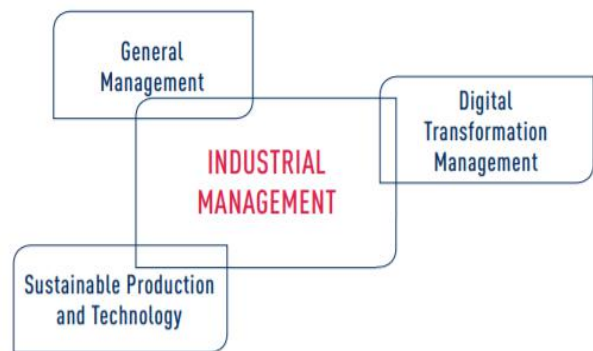 General
Management
Digital
Transformation
Management
INDUSTRIAL
MANAGEMENT
Sustainable Production
and Technology